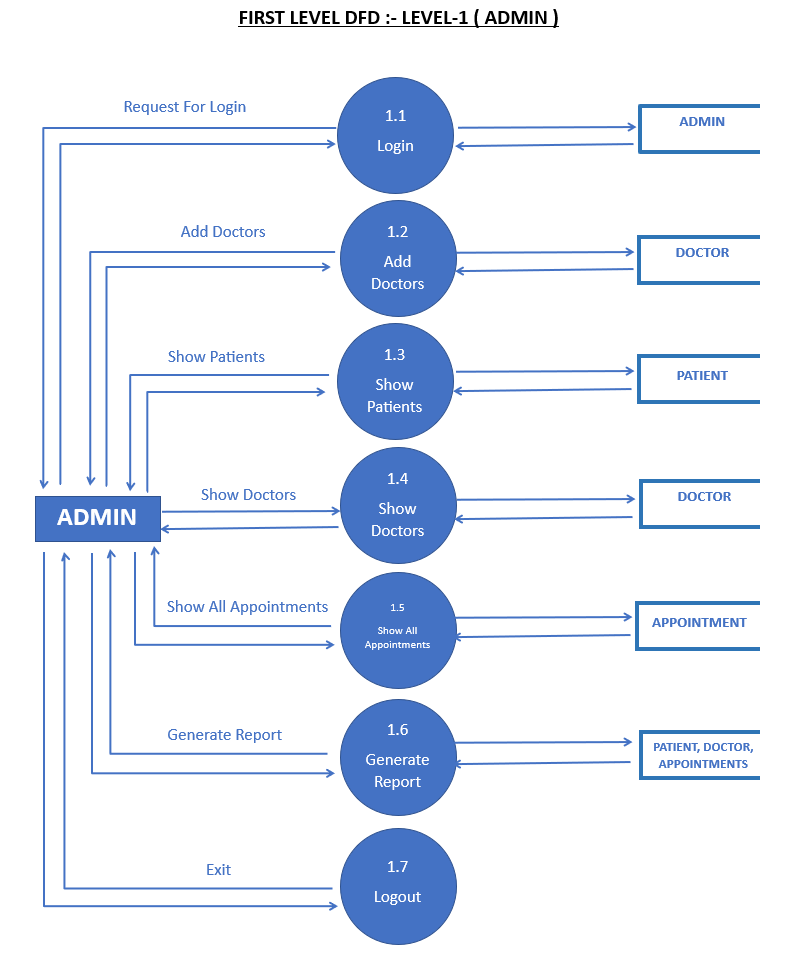 FIRST LEVEL DFD :- LEVEL-1 ( ADMIN )
Request For Login
1.1
Login
ADMIN
Add Doctors
1.2
Add
Doctors
DOCTOR
Show Patients
1.3
Show
Patients
PATIENT
ADMIN
Show Doctors
1.4
Show
Doctors
DOCTOR
Show All Appointments
1.5
Show All
Appointments
APPOINTMENT
Generate Report
1.6
Generate
Report
PATIENT, DOCTOR,
APPOINTMENTS
Exit
1.7
Logout